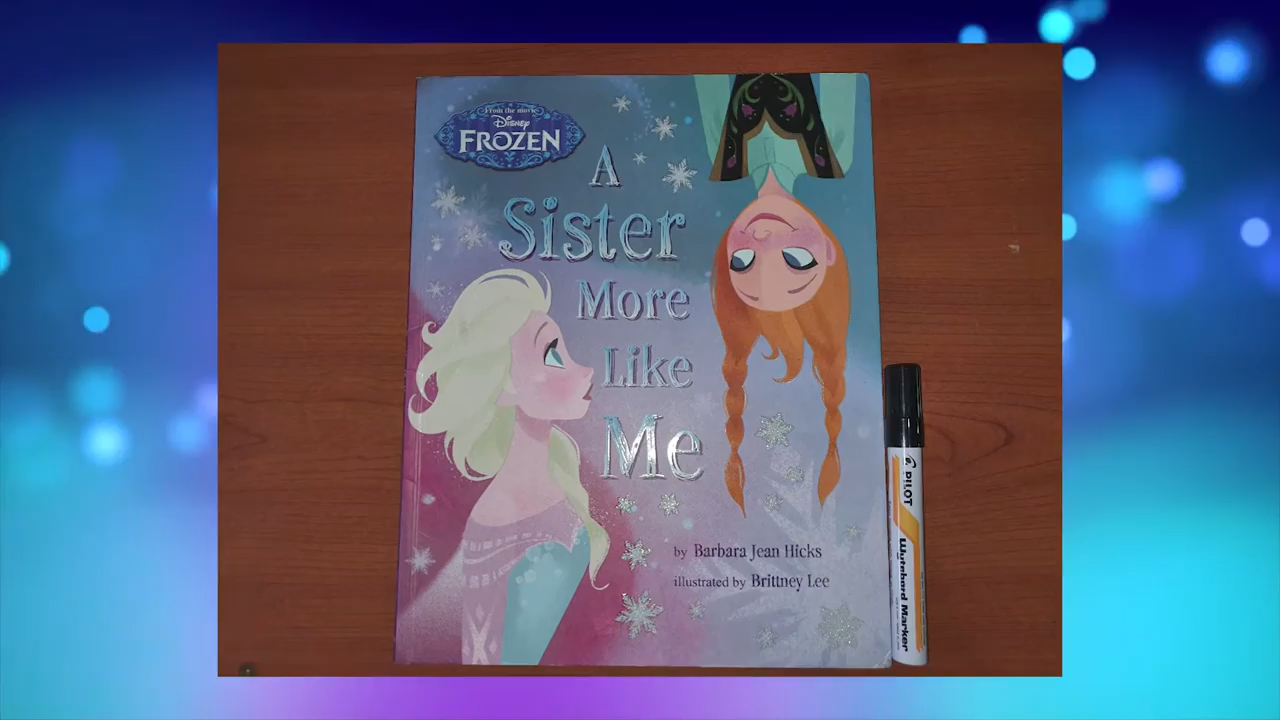 From the movie
Disney
FROZEN
A
Sister
More
Like
Me
by Barbara Jean Hicks
illustrated by Brittney Lee
PILOT
Wytebord Marker